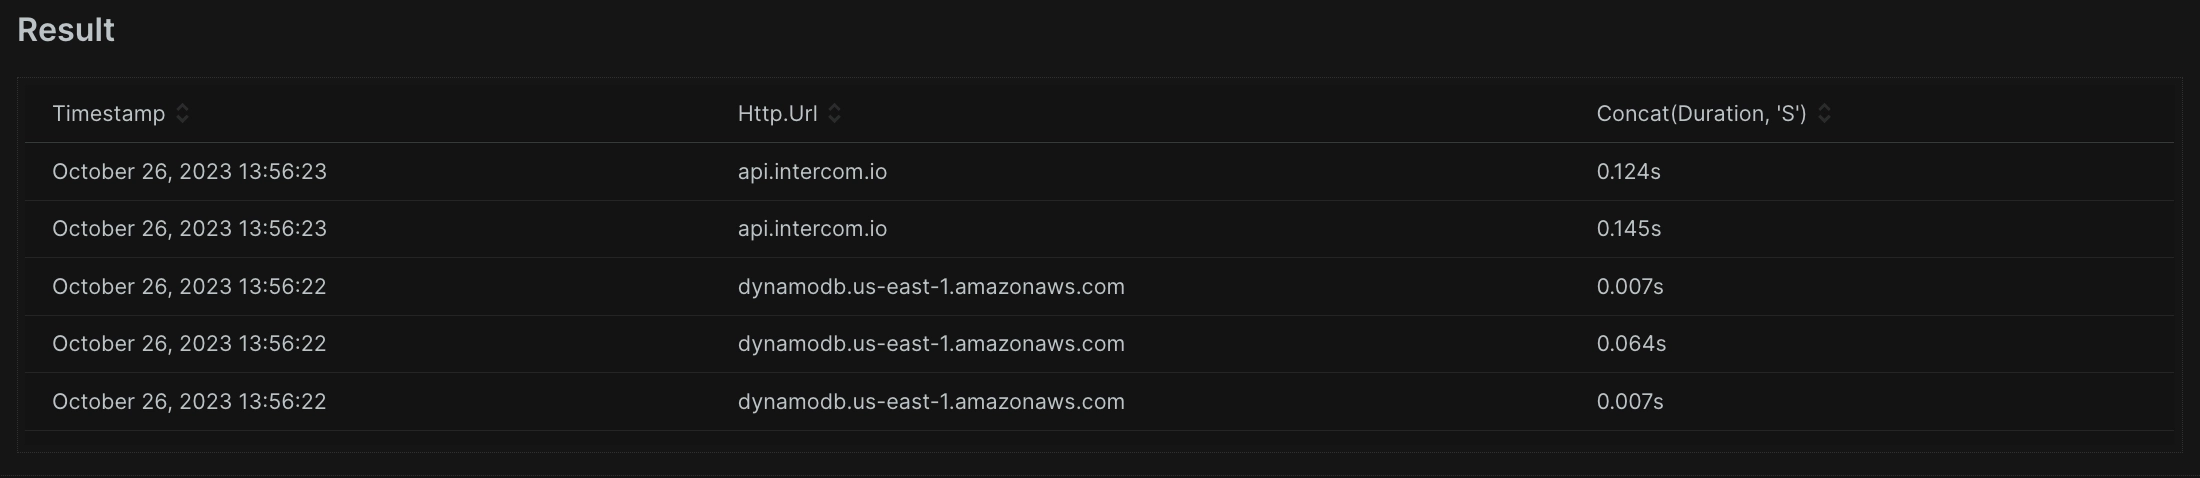 Result
Timestamp Http.Url Concat(Duration, 'S')
October 26, 2023 13:56:23 api.intercom.io 0.124s
October 26, 2023 13:56:23 api.intercom.io 0.145s
October 26, 2023 13:56:22 dynamodb.us-east-1.amazonaws.com 0.007s
October 26, 2023 13:56:22 dynamodb.us-east-1.amazonaws.com 0.064s
October 26, 2023 13:56:22 dynamodb.us-east-1.amazonaws.com 0.007s